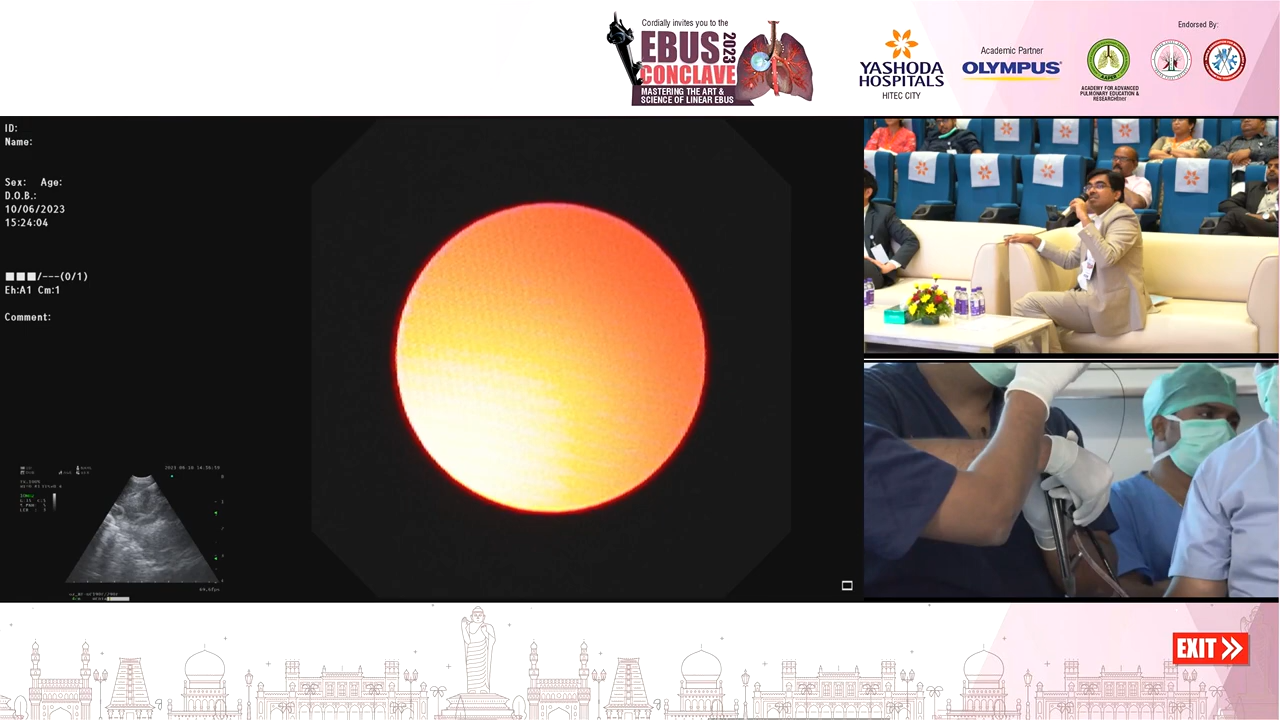 Cordially invites you to the
EBUS
2023
CONCLAVE
MASTERING THE ART &
SCIENCE OF LINEAR EBUS
YASHODA
HOSPITALS
HITEC CITY
Academic Partner
OLYMPUS
Endorsed By:
ACADEMY FOR ADVANCED
PULMONARY EDUCATION &
ID:
Name:
Sex: Age:
D.O.B.:
10/06/2023
15:24:04
■■■/---(0/1)
Eh:A1 Cm:1
Comment:
EXIT